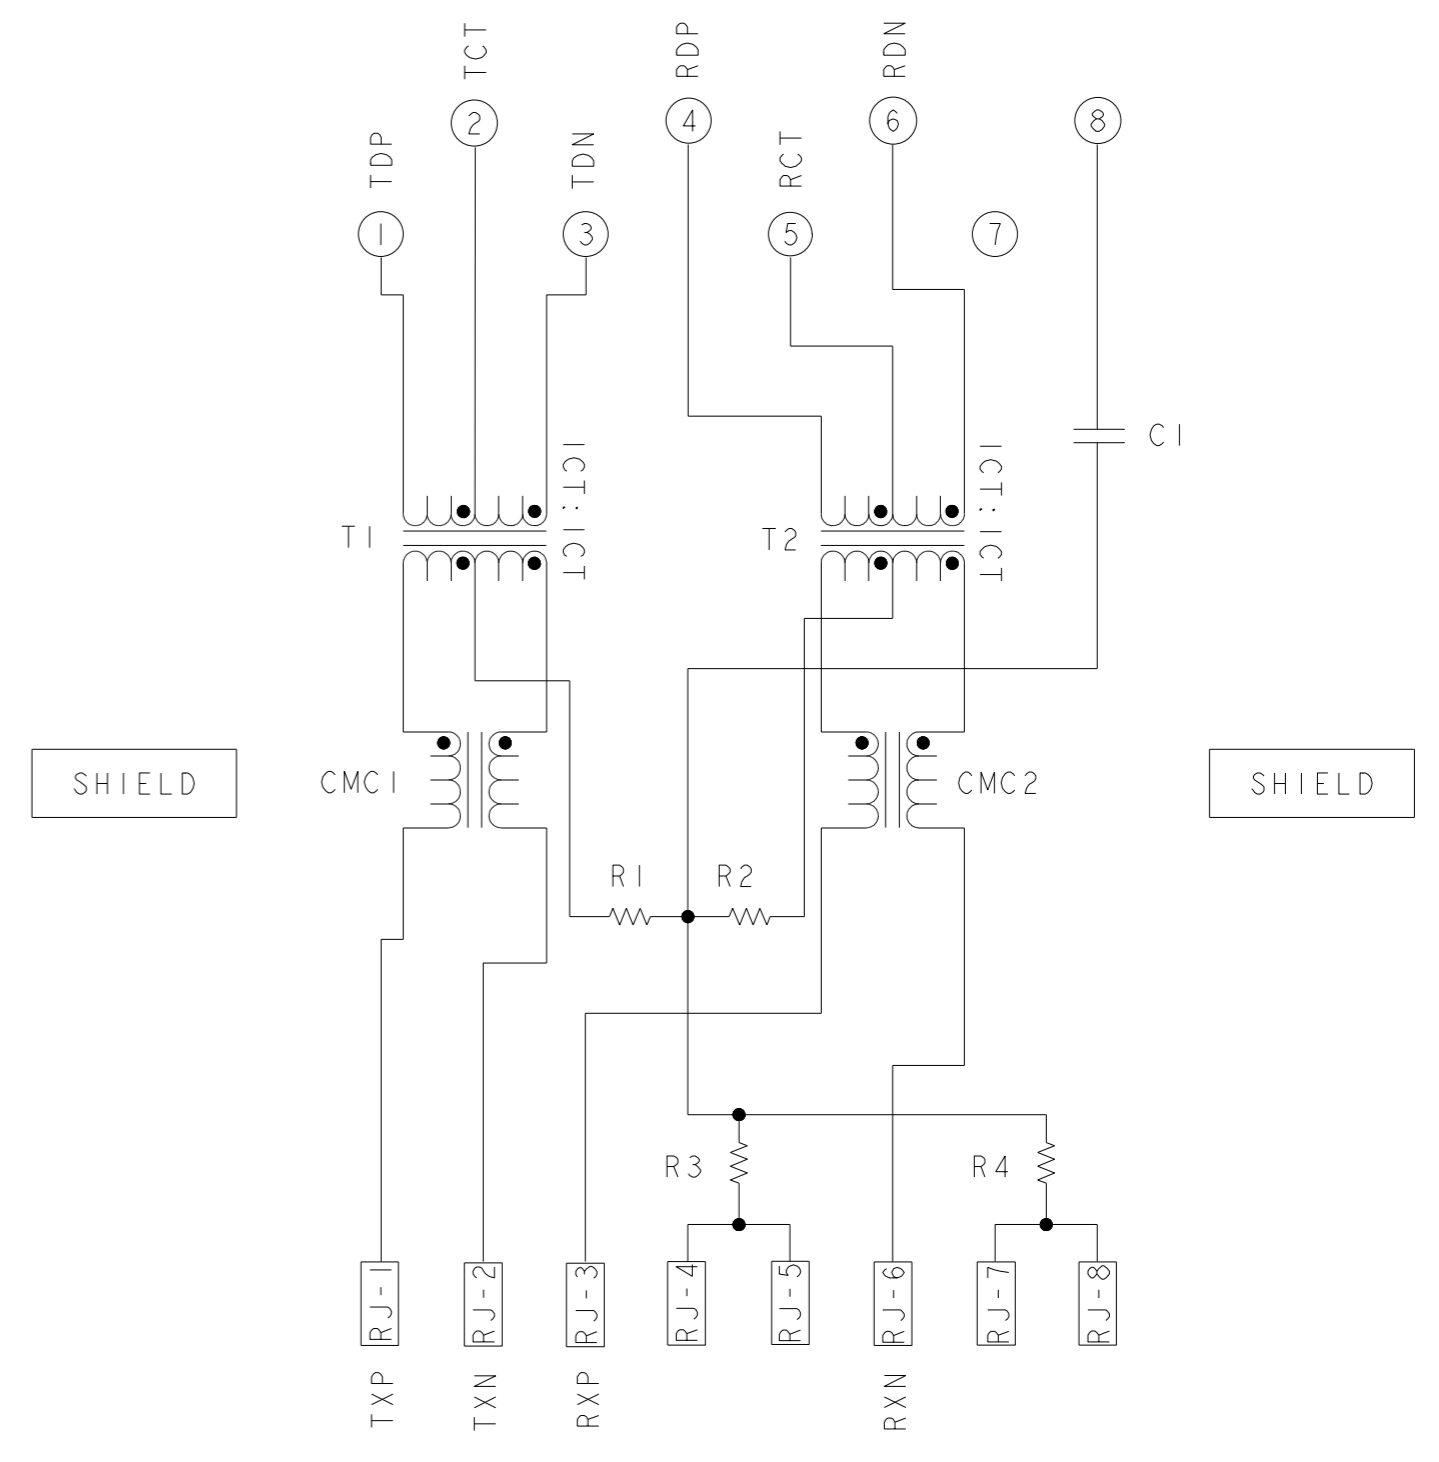 TCT
RDP
RDN
2
4
6
8
TDP
TDN
RCT
1
3
5
7
C1
1CT:1CT
1CT:1CT
T1
T2
SHIELD
CMC1
CMC2
SHIELD
R1
R2
R3
R4
RJ-1
RJ-2
RJ-3
RJ-4
RJ-5
RJ-6
RJ-7
RJ-8
TXP
TXN
RXP
RXN